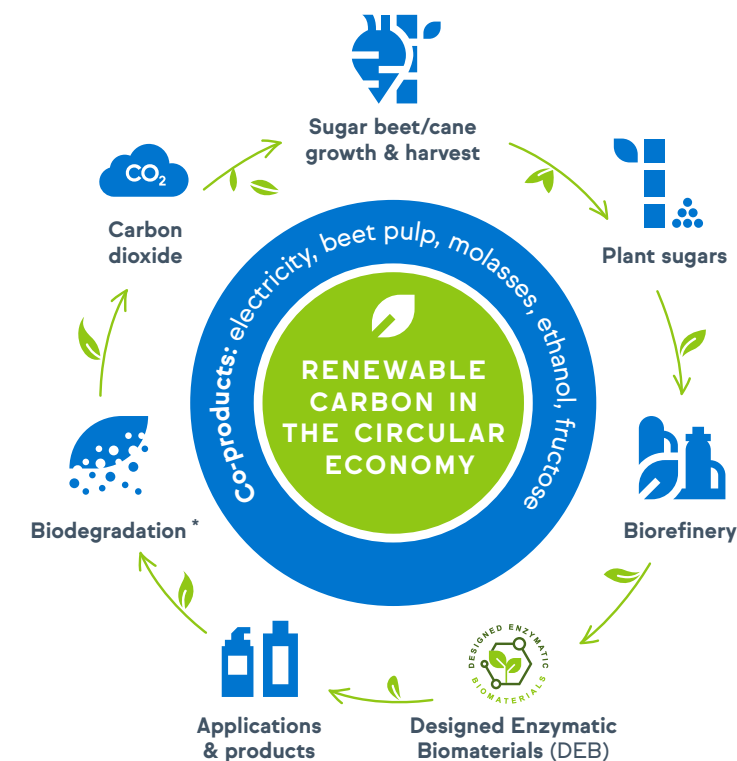 Sugar beet/cane
growth & harvest
CO2
Carbon
dioxide
Plant sugars
Co-products: electricity, beet pulp, molasses, ethanol, fructose
RENEWABLE
CARBON IN
THE CIRCULAR
ECONOMY
Biodegradation *
Biorefinery
DESIGNED ENZYMATIC
BIOMATERIALS
Applications
& products
Designed Enzymatic
Biomaterials (DEB)